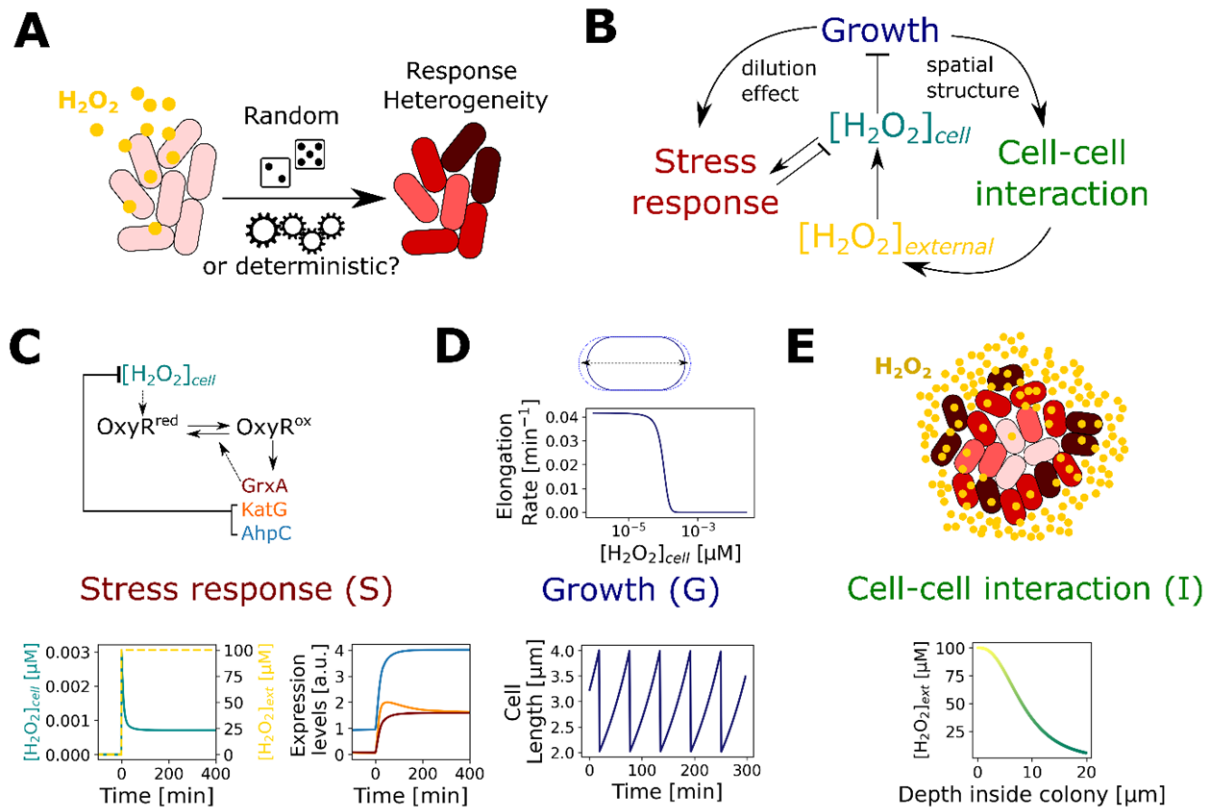 A
H₂O₂
Random
or deterministic?
Response
Heterogeneity
B
Growth
dilution
effect
spatial
structure
[H₂O₂]cell
Stress
response
Cell-cell
interaction
[H₂O₂]external
C
[H₂O₂]cell
OxyRred
OxyRox
GrxA
KatG
AhpC
Stress response (S)
[H₂O₂]cell [μM]
0.003
0.002
0.001
0.000
100
75
50
25
0
[H₂O₂]ext [μM]
0
200
400
Time [min]
Expression
levels [a.u.]
4
3
2
1
0
0
200
400
Time [min]
D
Elongation
Rate [min⁻¹]
0.04
0.03
0.02
0.01
0.00
10⁻⁵
10⁻³
[H₂O₂]cell [μM]
Growth (G)
Cell
Length [μm]
4.0
3.5
3.0
2.5
2.0
0
100
200
300
Time [min]
E
H₂O₂
Cell-cell interaction (I)
[H₂O₂]ext [μM]
100
75
50
25
0
10
20
Depth inside colony [μm]